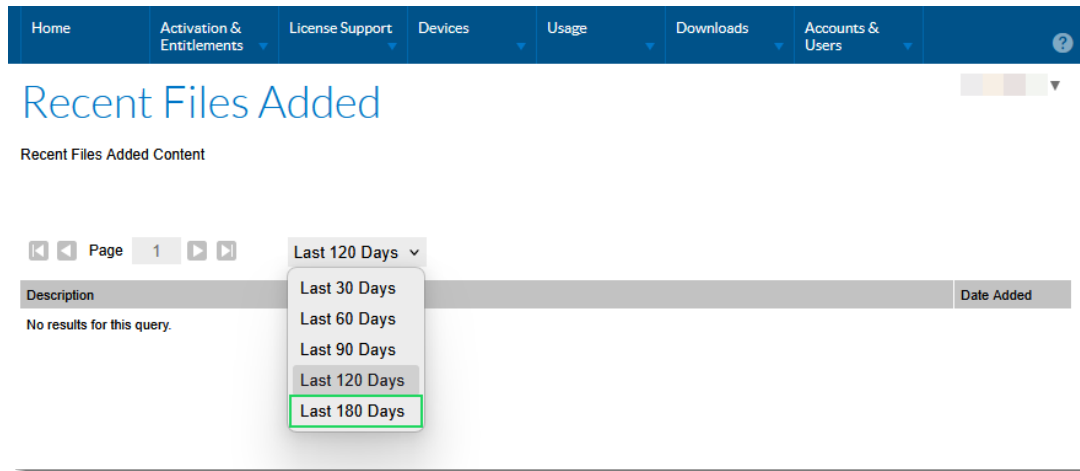 Home
Activation & Entitlements
License Support
Devices
Usage
Downloads
Accounts & Users
?
Recent Files Added
Recent Files Added Content
Page 1
Last 120 Days
Last 30 Days
Last 60 Days
Last 90 Days
Last 120 Days
Last 180 Days
Description
Date Added
No results for this query.